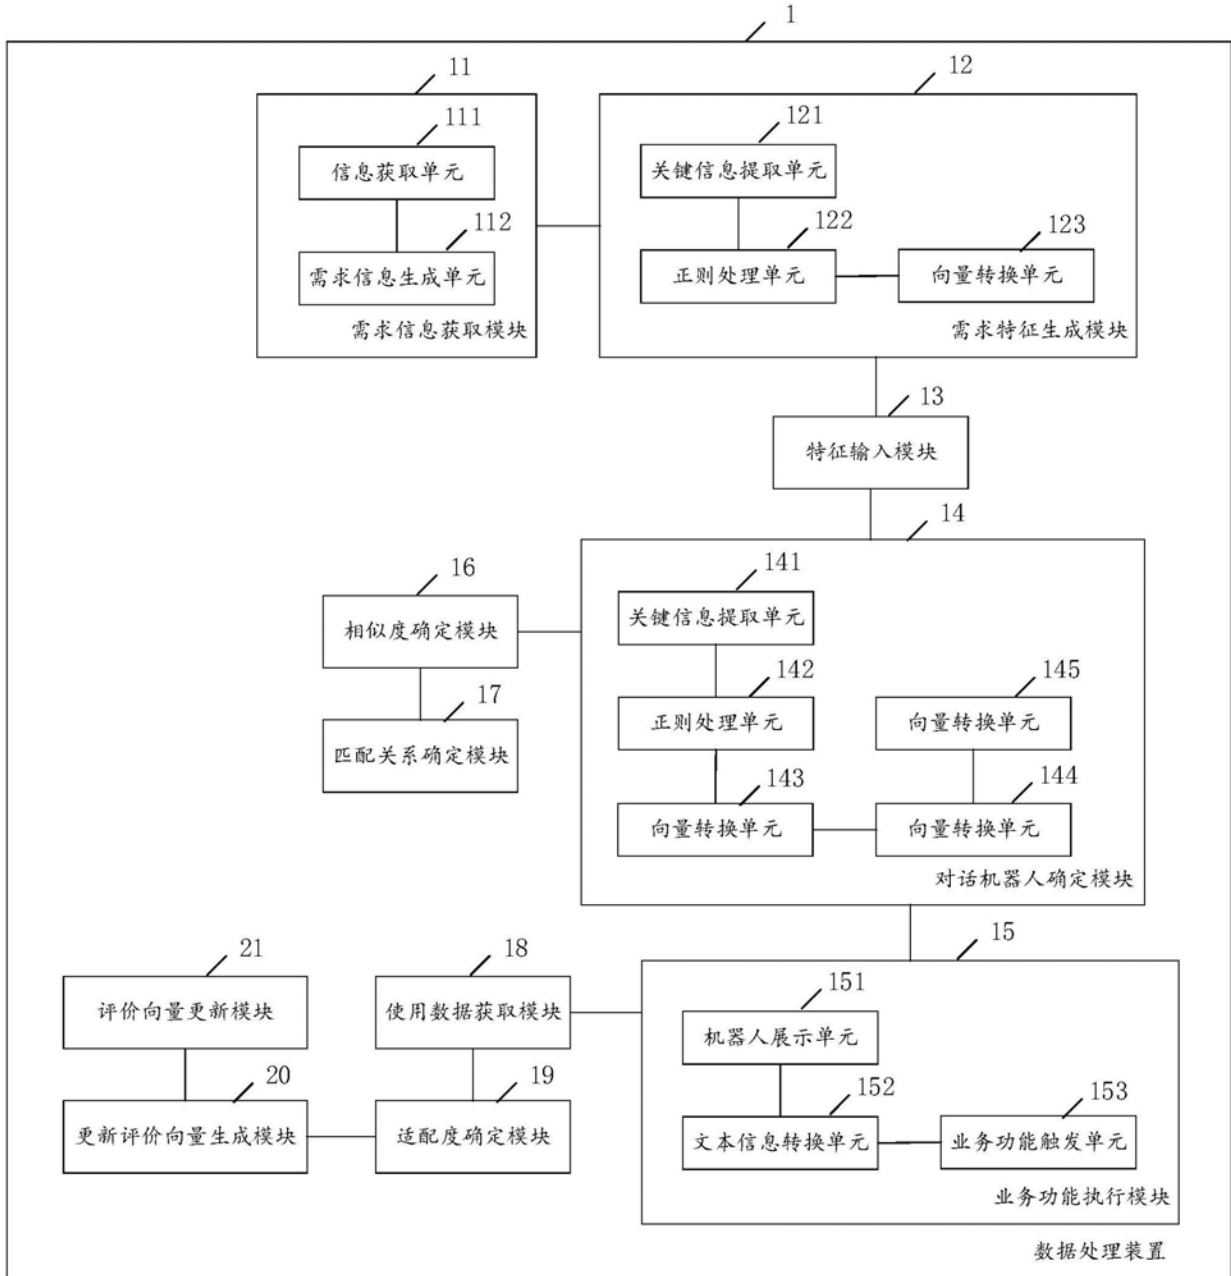 1
11
12
111
信息获取单元
112
需求信息生成单元
需求信息获取模块
121
关键信息提取单元
122
正则处理单元
123
向量转换单元
需求特征生成模块
13
特征输入模块
14
141
关键信息提取单元
142
正则处理单元
143
向量转换单元
144
向量转换单元
145
向量转换单元
对话机器人确定模块
16
相似度确定模块
17
匹配关系确定模块
15
151
机器人展示单元
152
文本信息转换单元
153
业务功能触发单元
业务功能执行模块
18
使用数据获取模块
19
适配度确定模块
20
更新评价向量生成模块
21
评价向量更新模块
数据处理装置